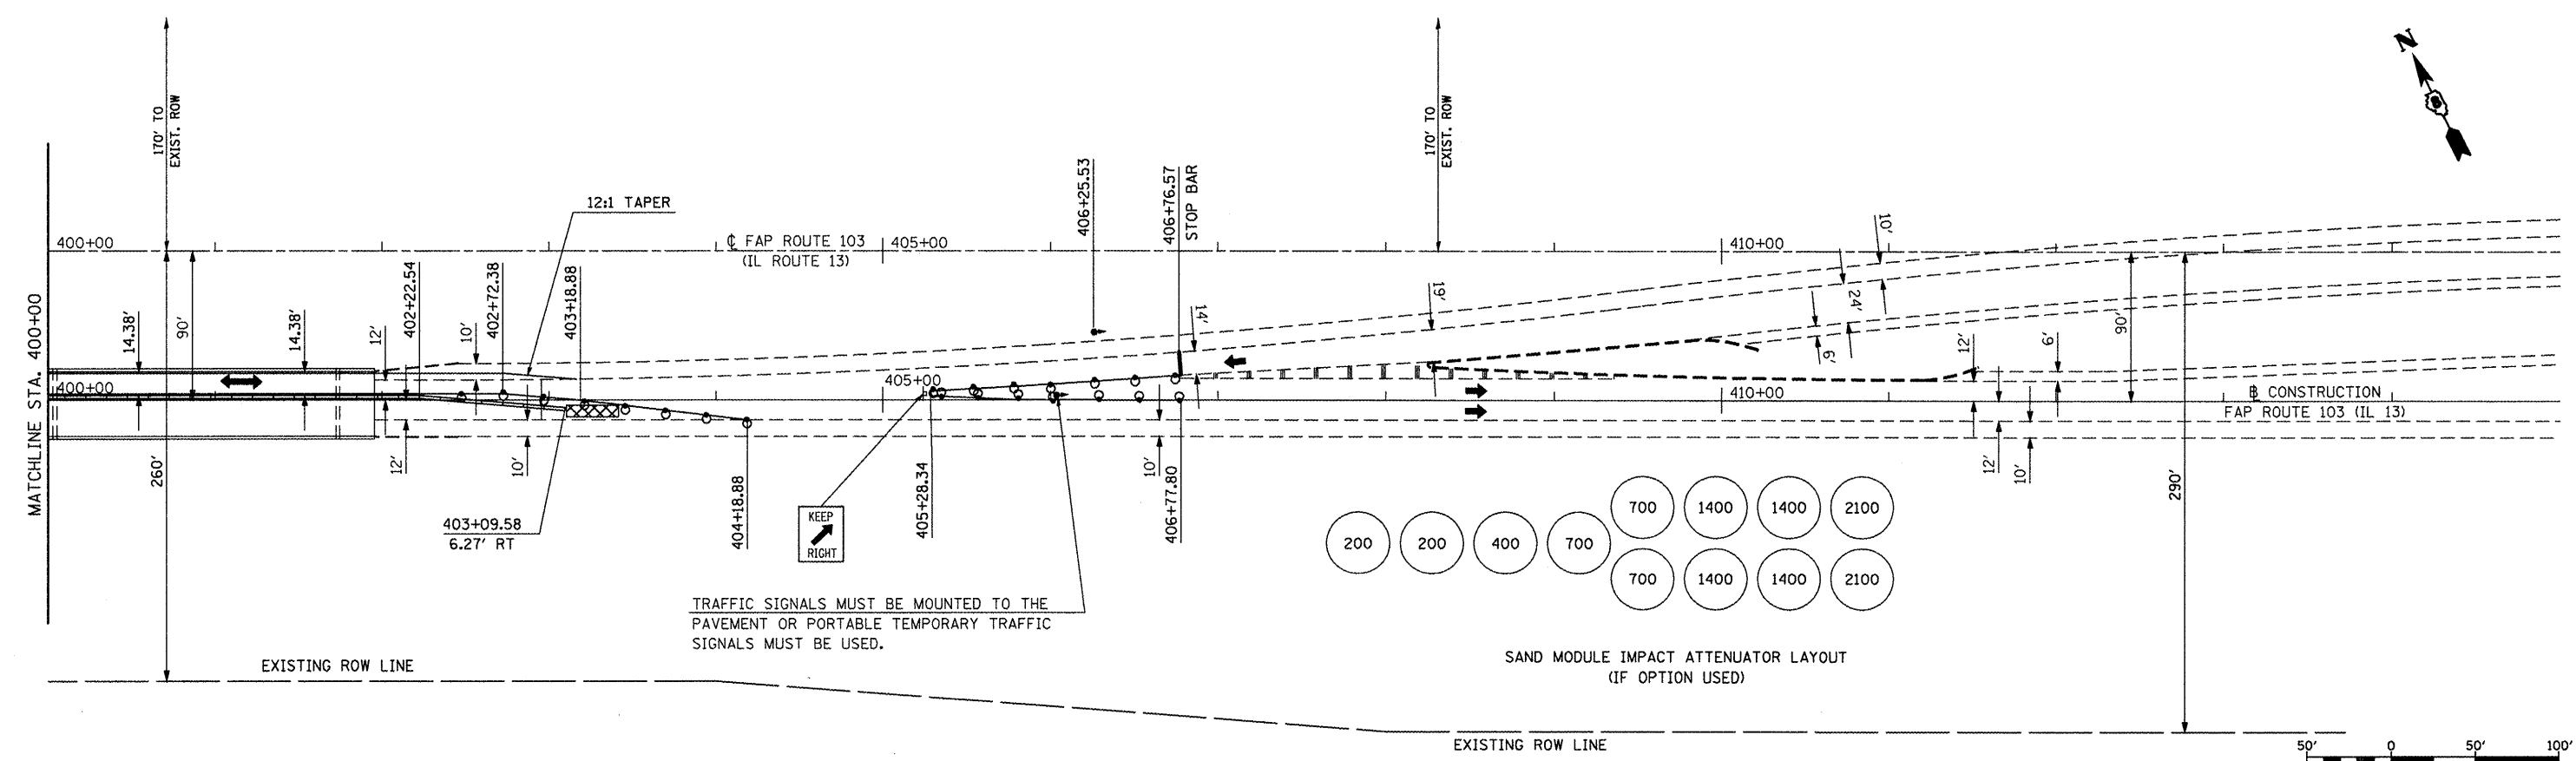 170' TO
EXIST. ROW
170' TO
EXIST. ROW
N
MATCHLINE STA. 400+00
400+00
℄ FAP ROUTE 103
(IL ROUTE 13)
405+00
410+00
12:1 TAPER
406+25.53
406+76.57
STOP BAR
14.38'
90'
14.38'
12'
402+22.54
10'
402+72.38
403+18.88
14'
19'
10'
24'
6'
12'
6'
90'
400+00
405+00
410+00
B CONSTRUCTION
FAP ROUTE 103 (IL 13)
260'
12'
10'
403+09.58
6.27' RT
404+18.88
KEEP
RIGHT
405+28.34
10'
406+77.80
12'
10'
290'
700 1400 1400 2100
200 200 400 700
700 1400 1400 2100
TRAFFIC SIGNALS MUST BE MOUNTED TO THE
PAVEMENT OR PORTABLE TEMPORARY TRAFFIC
SIGNALS MUST BE USED.
SAND MODULE IMPACT ATTENUATOR LAYOUT
(IF OPTION USED)
EXISTING ROW LINE
EXISTING ROW LINE
50' 0 50' 100'